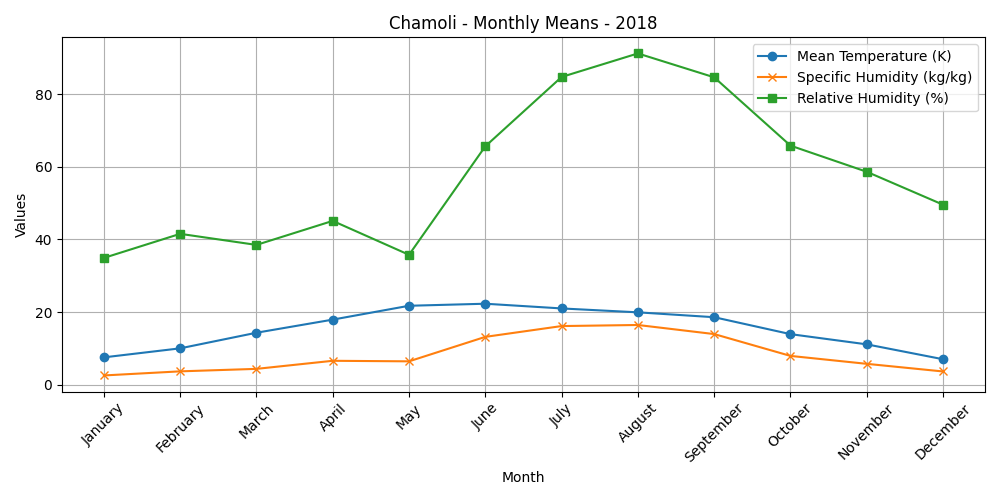 Chamoli - Monthly Means - 2018
Mean Temperature (K)
Specific Humidity (kg/kg)
Relative Humidity (%)
Values
80
60
40
20
0
January
February
March
April
May
June
July
August
September
October
November
December
Month